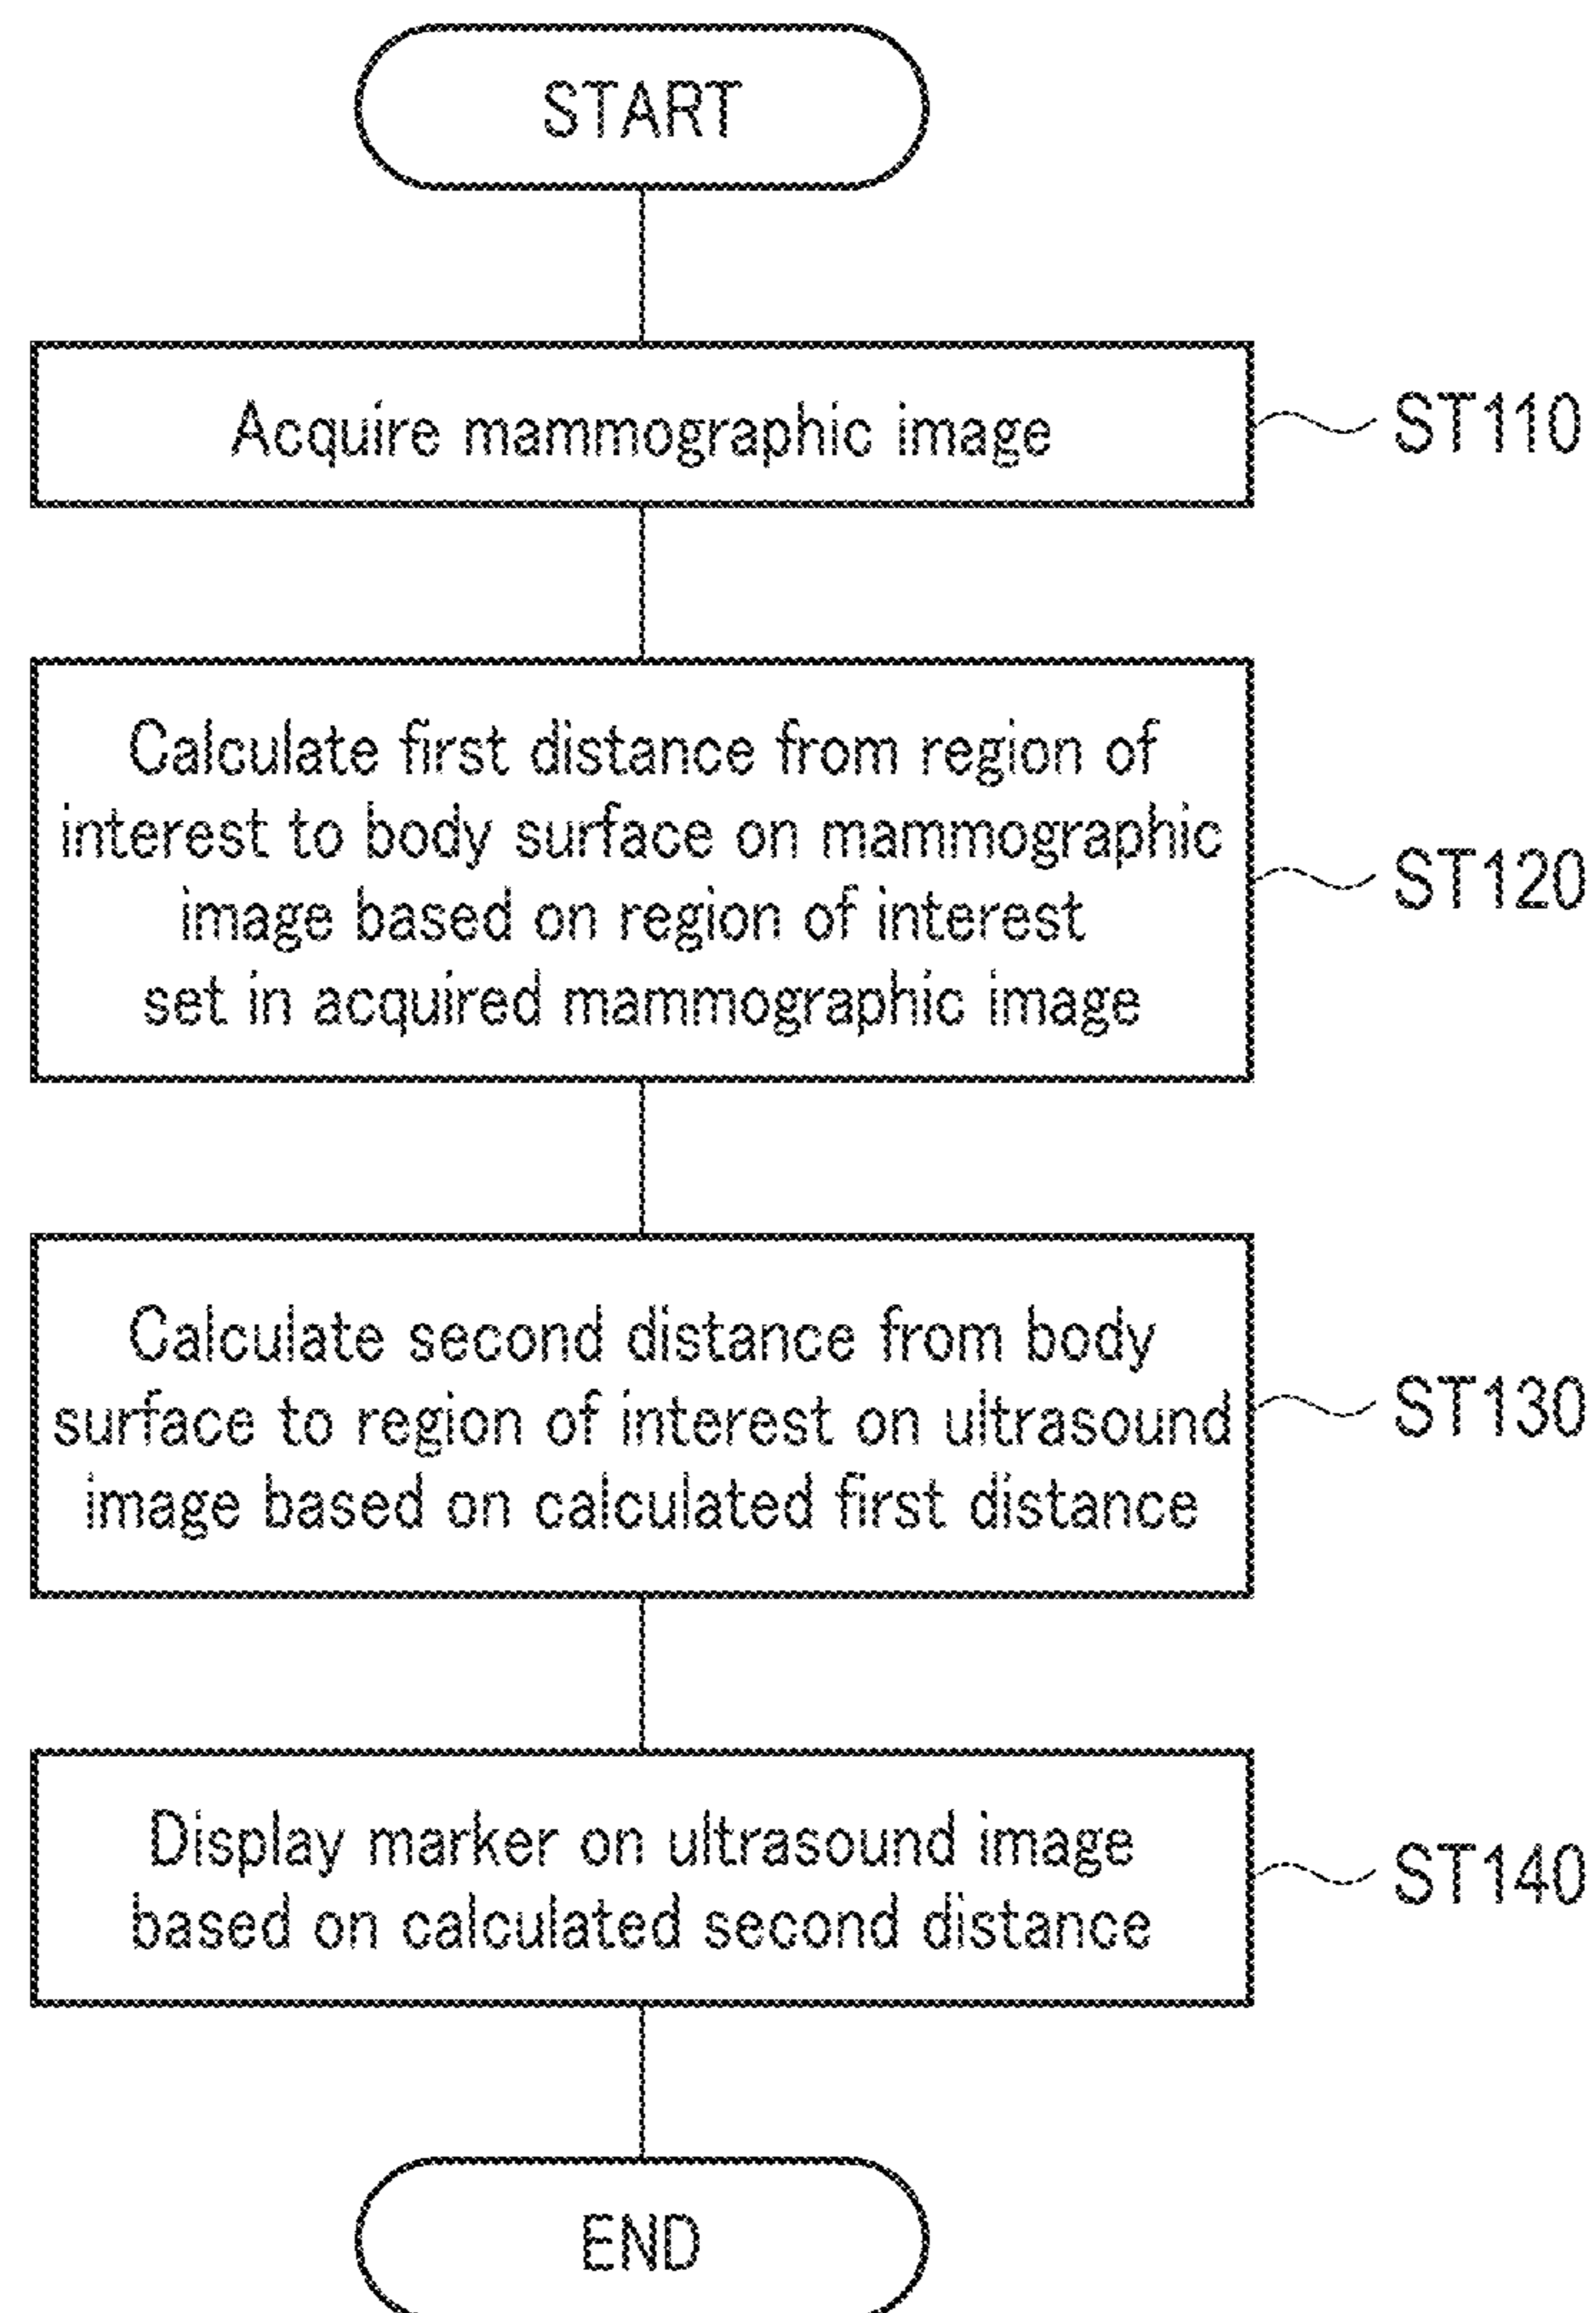 START
Acquire mammographic image
ST110
Calculate first distance from region of
interest to body surface on mammographic
image based on region of interest
set in acquired mammographic image
ST120
Calculate second distance from body
surface to region of interest on ultrasound
image based on calculated first distance
ST130
Display marker on ultrasound image
based on calculated second distance
ST140
END